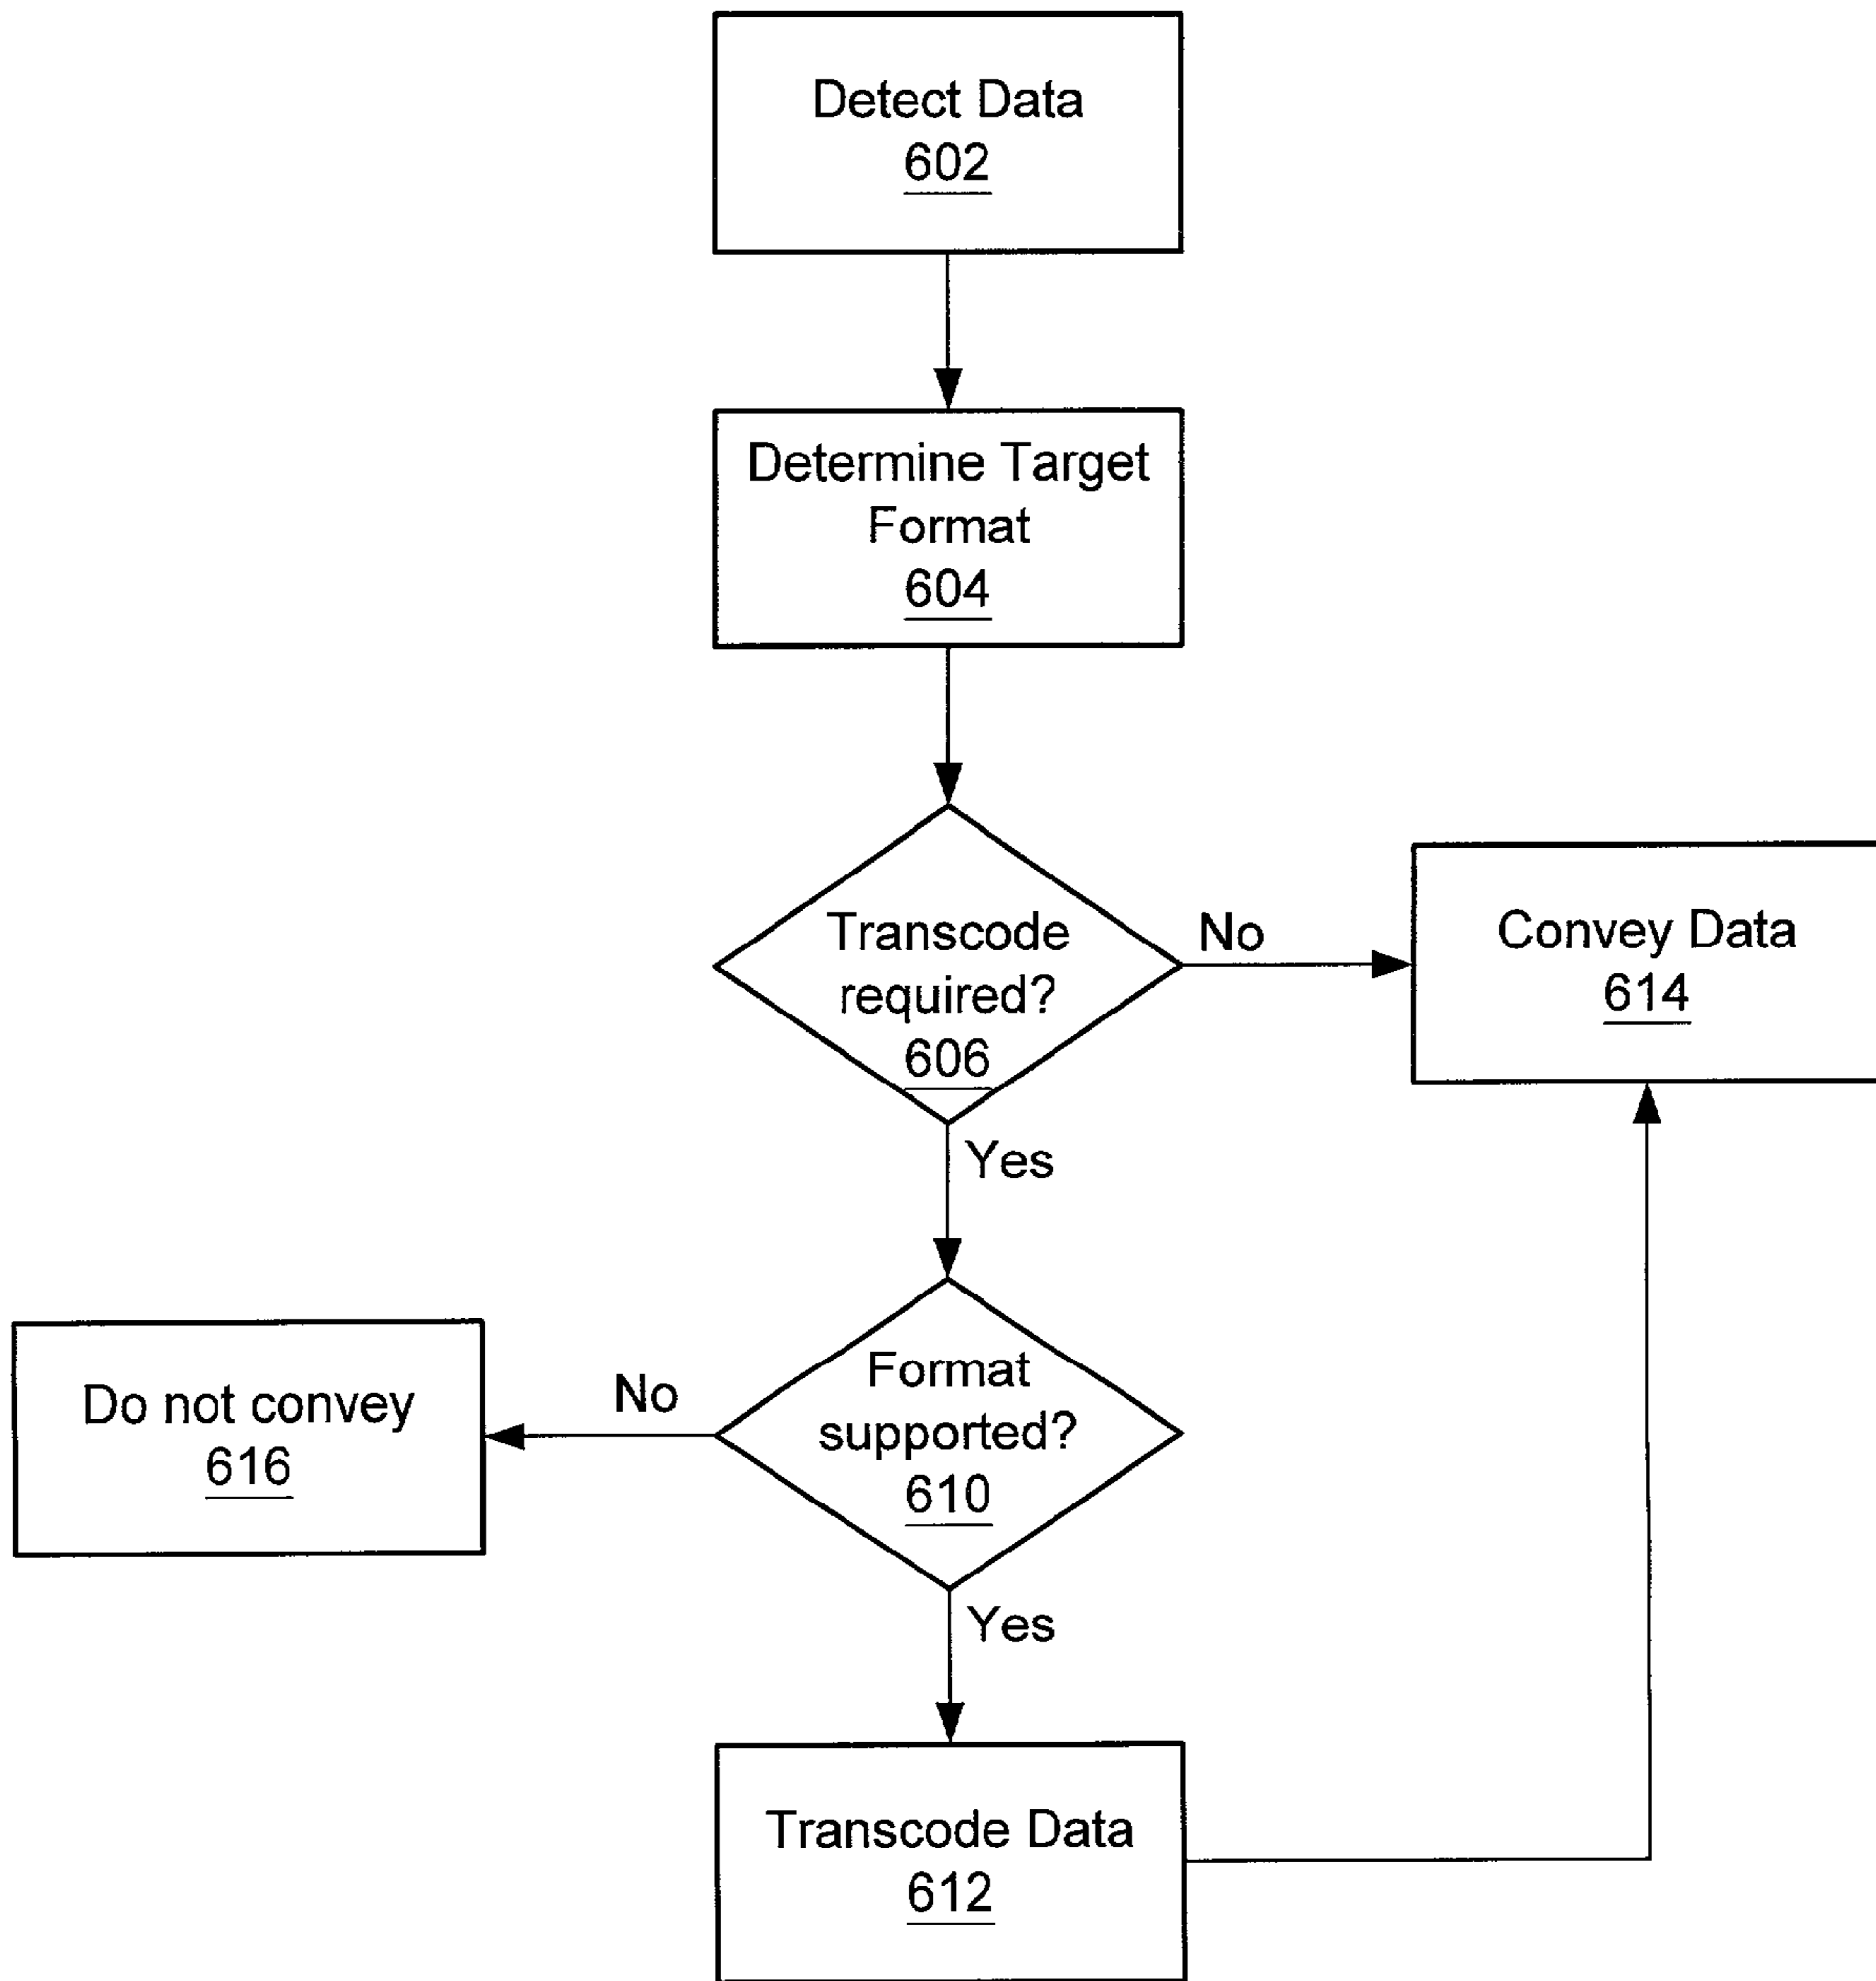 Detect Data
602
Determine Target
Format
604
Transcode
required?
606
No
Convey Data
614
Yes
Format
supported?
610
No
Do not convey
616
Yes
Transcode Data
612